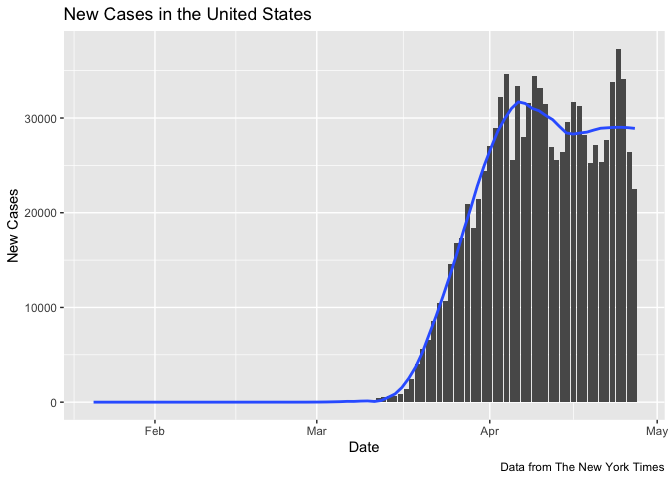 New Cases in the United States
New Cases
30000
20000
10000
0
Feb
Mar
Apr
May
Date
Data from The New York Times